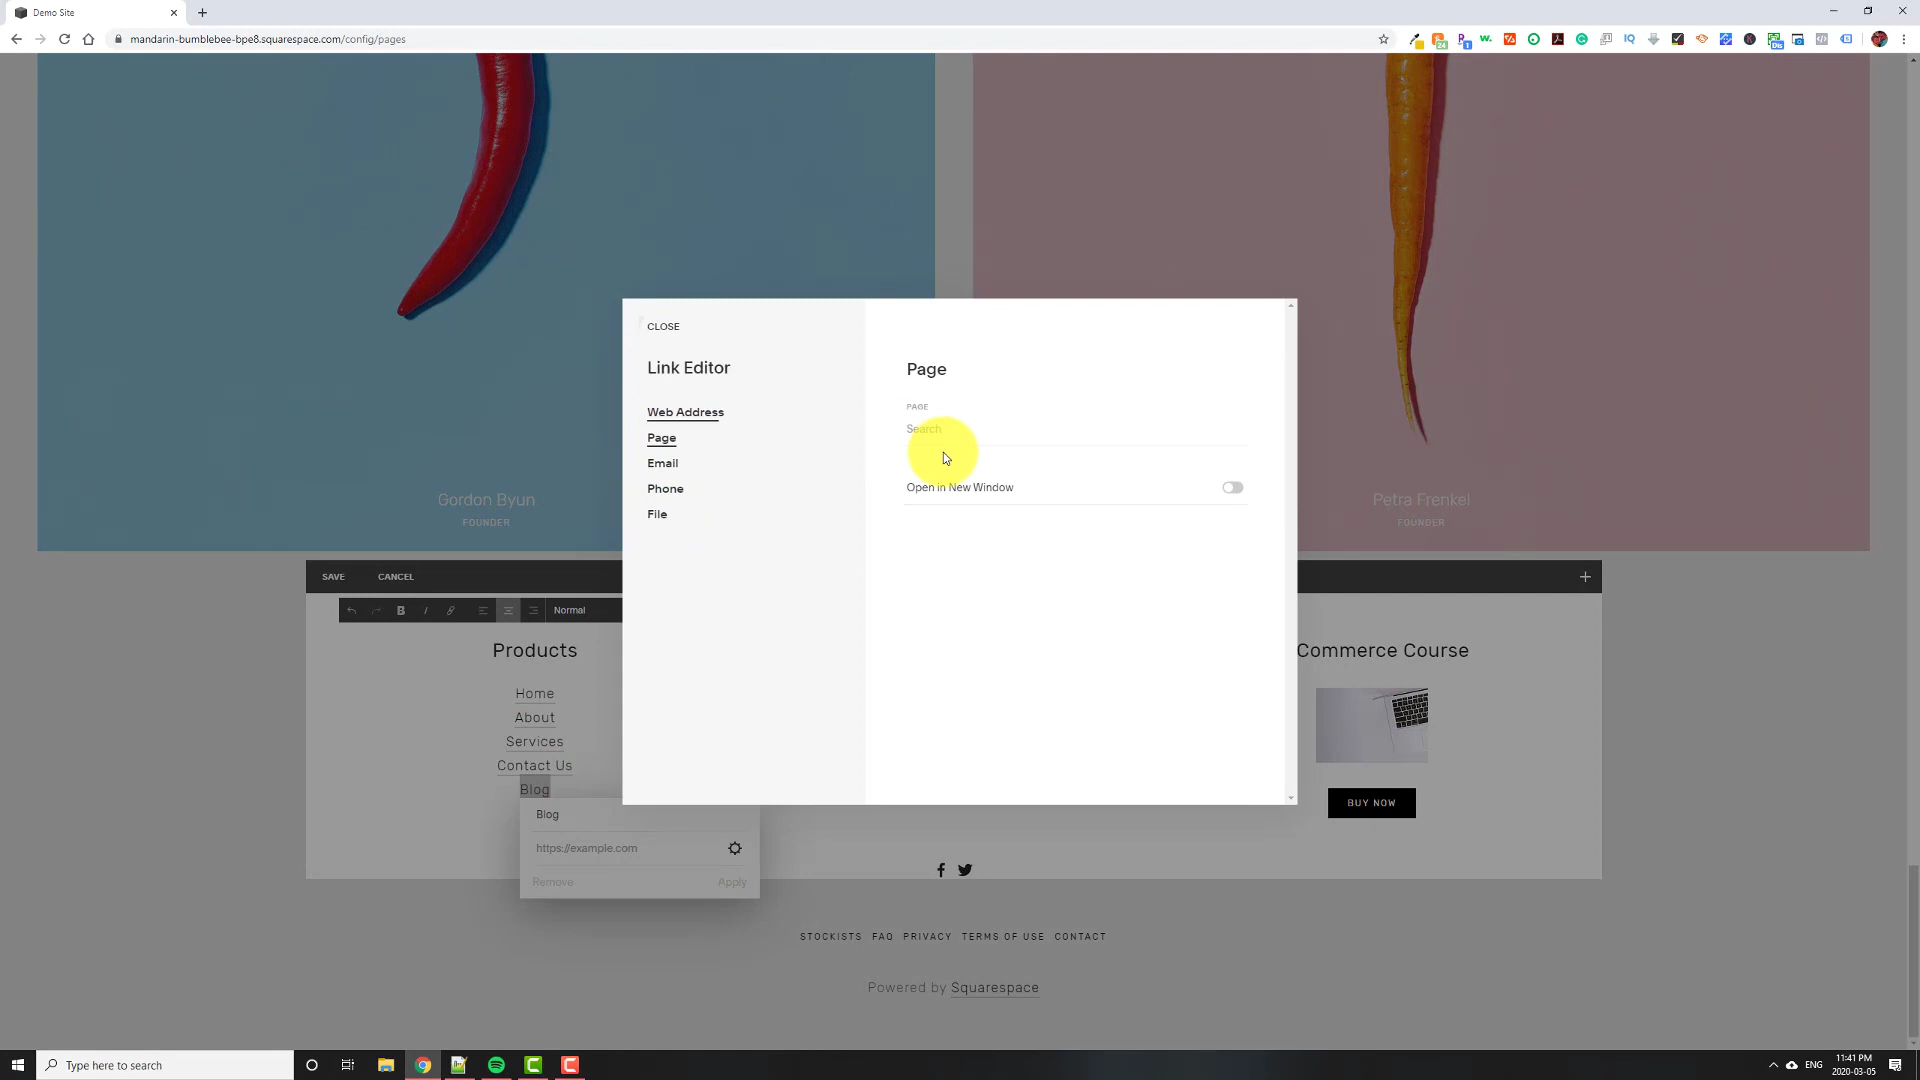 Demo Site
mandarin-bumblebee-bpe8.squarespace.com/config/pages
CLOSE
Link Editor
Web Address
Page
Email
Phone
File
Page
PAGE
Search
Open in New Window
Gordon Byun
FOUNDER
Petra Frenkel
FOUNDER
SAVE CANCEL
B I Normal
Products
Home
About
Services
Contact Us
Blog
Commerce Course
BUY NOW
Blog
https://example.com
Remove Apply
STOCKISTS FAQ PRIVACY TERMS OF USE CONTACT
Powered by Squarespace
Type here to search
ENG
11:41 PM
2020-03-05